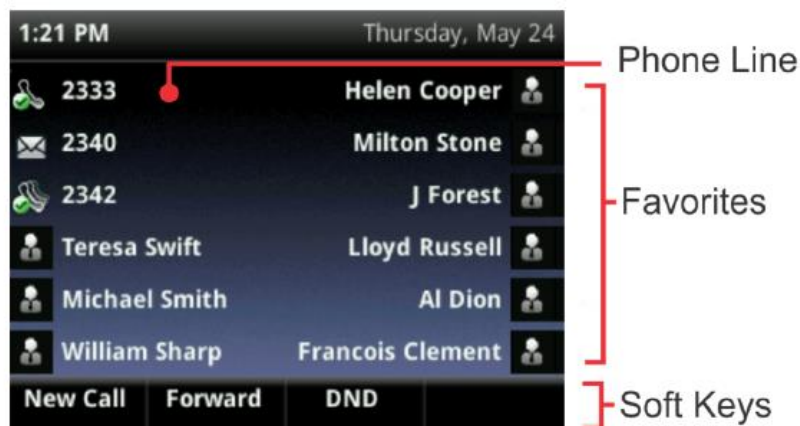 1:21 PM Thursday, May 24
Phone Line
2333 Helen Cooper
2340 Milton Stone
2342 J Forest
Favorites
Teresa Swift Lloyd Russell
Michael Smith Al Dion
William Sharp Francois Clement
New Call Forward DND
Soft Keys